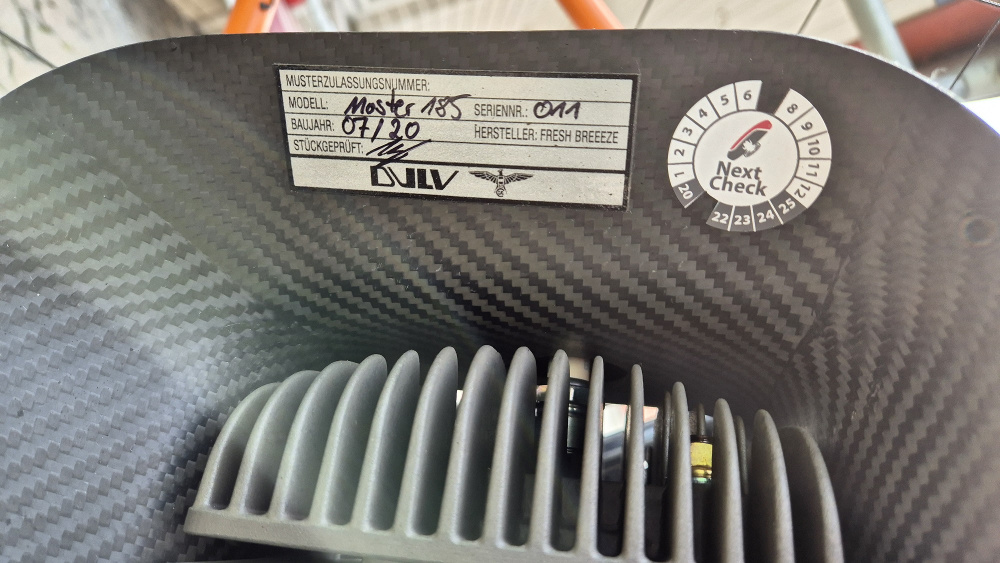 MUSTERZULASSUNGSNUMMER:
MODELL: Moster 185 SERIENNR.: 011
BAUJAHR: 07/20 HERSTELLER: FRESH BREEEZE
STÜCKGEPRÜFT:
DULV
1 2 3 4 5 6 8 9 10 11 12
Next
Check
20 22 23 24 25